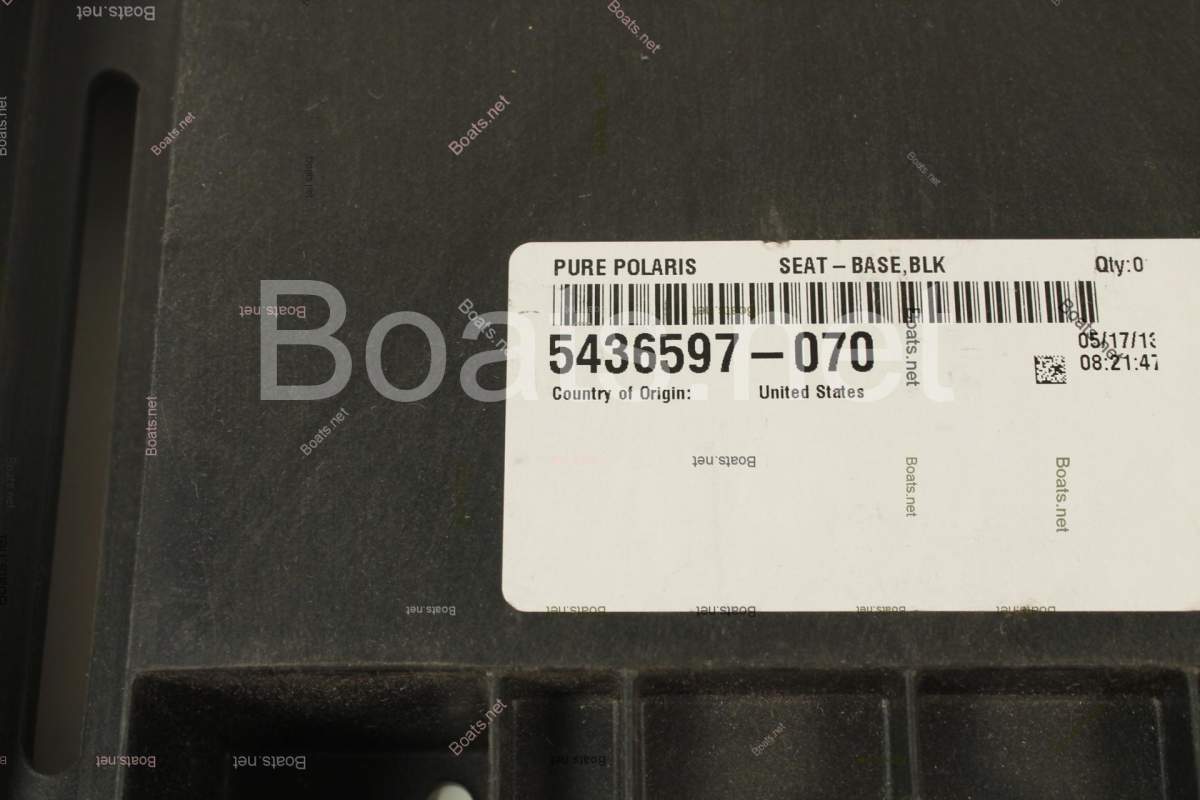 PURE POLARIS SEAT – BASE,BLK Qty:0
5436597 – 070
05/17/13
08:21:47
Country of Origin: United States
Boats.net